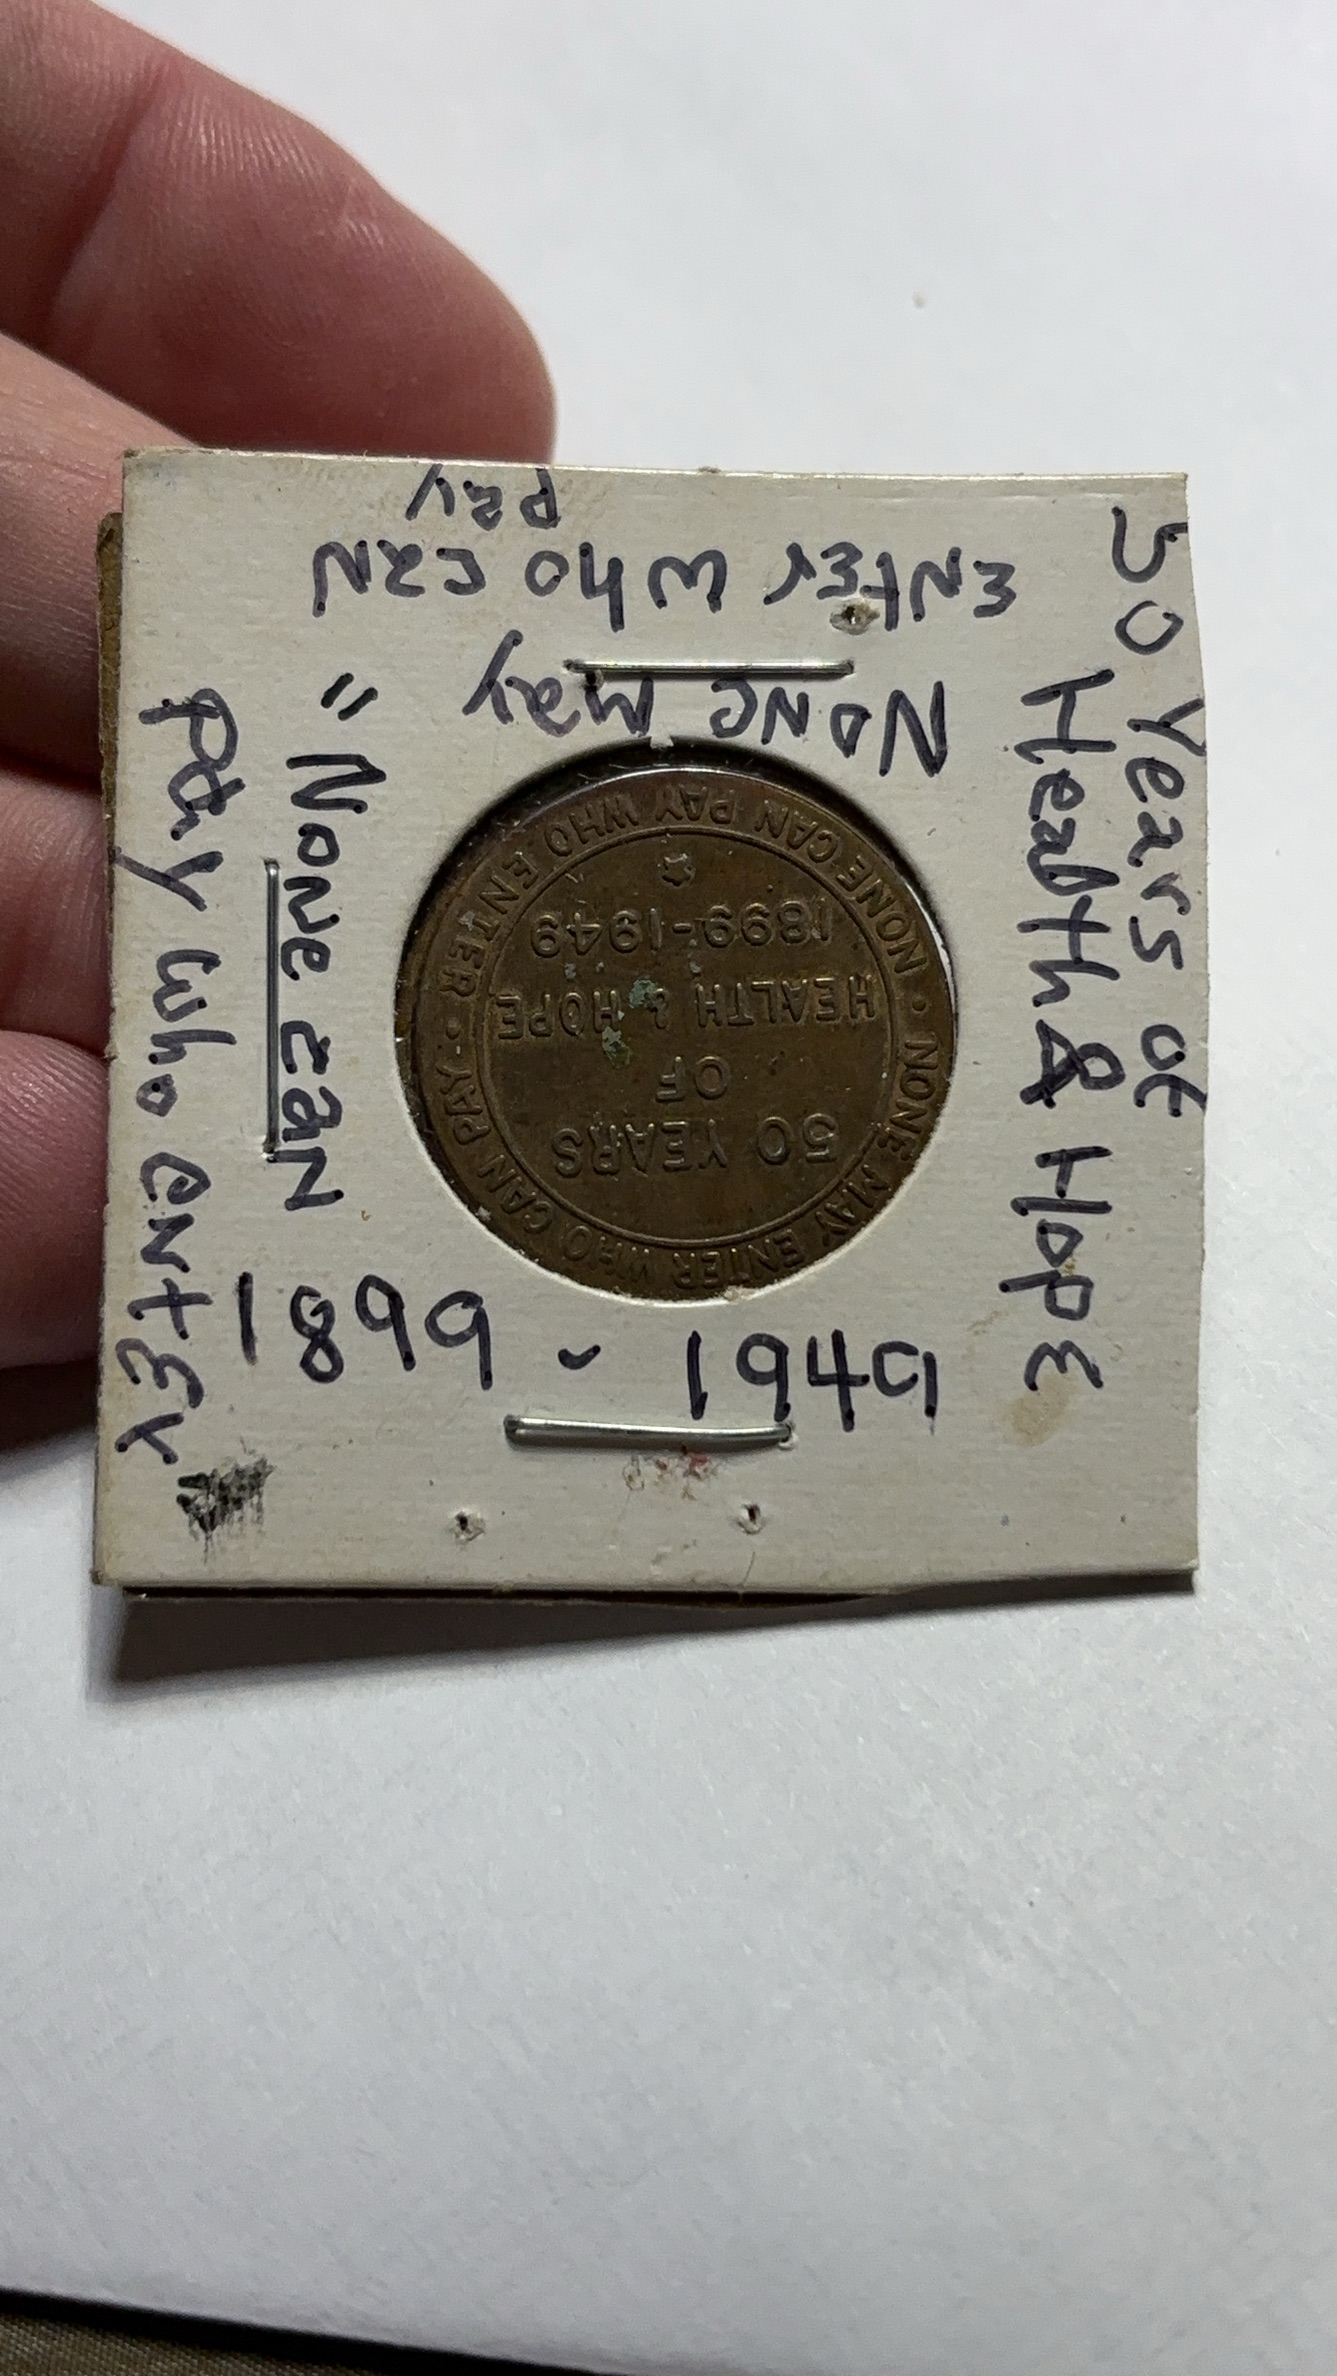 50 Years of
Health & Hope
None may
enter who can
pay
" None can
pay who enter"
1899 - 1949
50 YEARS
OF
HEALTH & HOPE
1899-1949
NONE MAY ENTER WHO CAN PAY ·
NONE CAN PAY WHO ENTER ·